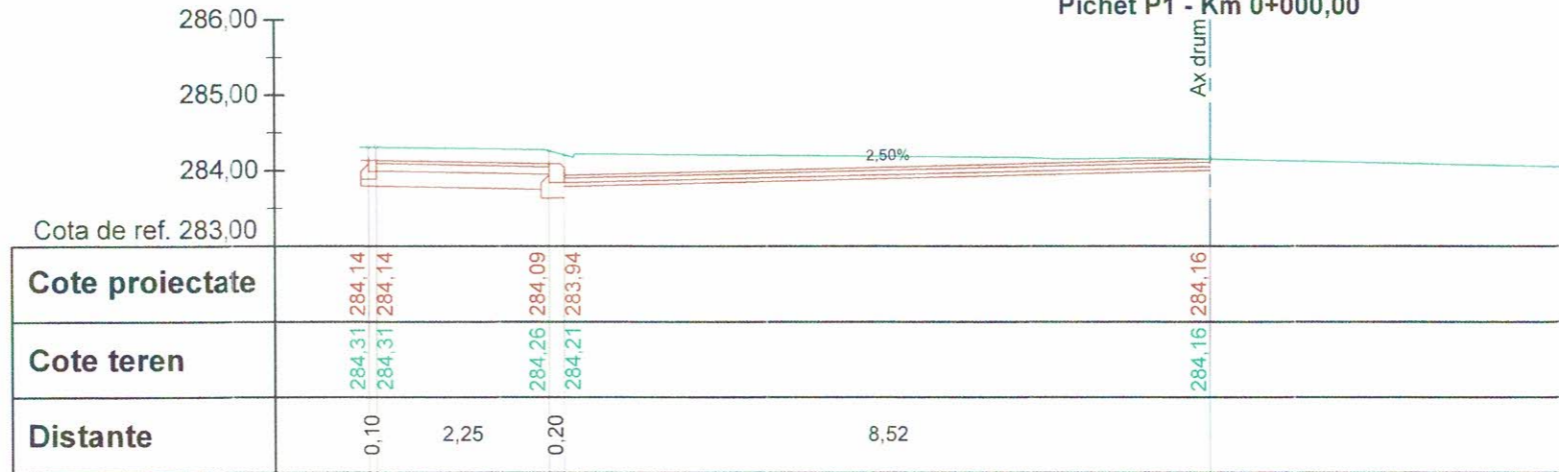 Pichet P1 - Km 0+000,00
286,00
Ax drum
285,00
2,50%
284,00
Cota de ref. 283,00
Cote proiectate 284,14 284,14 284,09 283,94 284,16
Cote teren 284,31 284,31 284,26 284,21 284,16
Distante 0,10 2,25 0,20 8,52